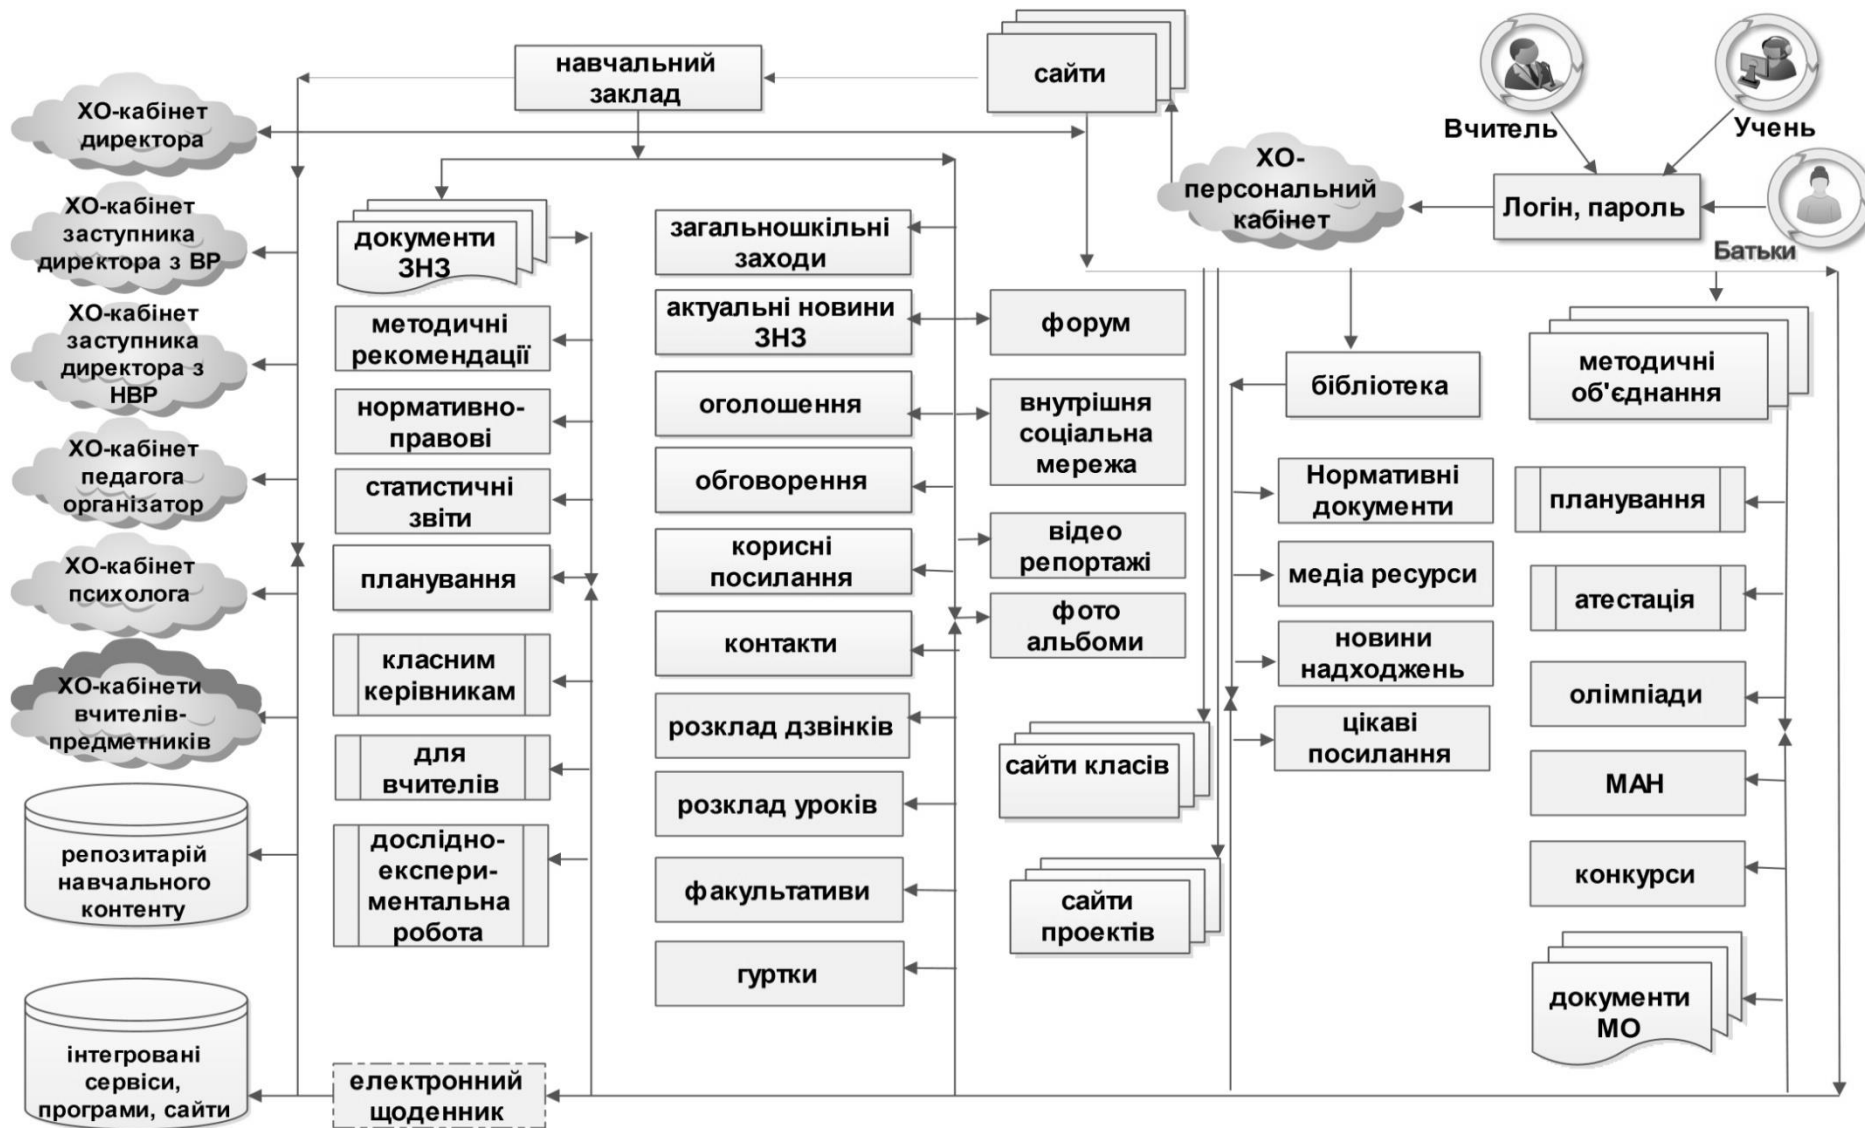 навчальний
заклад
сайти
Вчитель
Учень
Логін, пароль
Батьки
ХО-
персональний
кабінет
ХО-кабінет
директора
ХО-кабінет
заступника
директора з ВР
ХО-кабінет
заступника
директора з
НВР
ХО-кабінет
педагога
організатор
ХО-кабінет
психолога
ХО-кабінети
вчителів-
предметників
репозитарій
навчального
контенту
інтегровані
сервіси,
програми, сайти
документи
ЗНЗ
методичні
рекомендації
нормативно-
правові
статистичні
звіти
планування
класним
керівникам
для
вчителів
дослідно-
експери-
ментальна
робота
електронний
щоденник
загальношкільні
заходи
актуальні новини
ЗНЗ
оголошення
обговорення
корисні
посилання
контакти
розклад дзвінків
розклад уроків
факультативи
гуртки
форум
внутрішня
соціальна
мережа
відео
репортажі
фото
альбоми
сайти класів
сайти
проектів
бібліотека
Нормативні
документи
медіа ресурси
новини
надходжень
цікаві
посилання
методичні
об'єднання
планування
атестація
олімпіади
МАН
конкурси
документи
МО